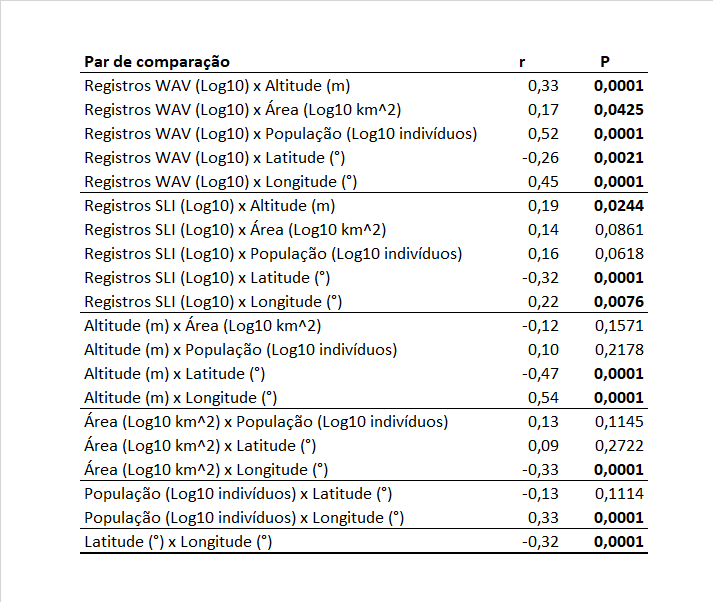 Par de comparação r P
Registros WAV (Log10) x Altitude (m) 0,33 0,0001
Registros WAV (Log10) x Área (Log10 km^2) 0,17 0,0425
Registros WAV (Log10) x População (Log10 indivíduos) 0,52 0,0001
Registros WAV (Log10) x Latitude (°) -0,26 0,0021
Registros WAV (Log10) x Longitude (°) 0,45 0,0001
Registros SLI (Log10) x Altitude (m) 0,19 0,0244
Registros SLI (Log10) x Área (Log10 km^2) 0,14 0,0861
Registros SLI (Log10) x População (Log10 indivíduos) 0,16 0,0618
Registros SLI (Log10) x Latitude (°) -0,32 0,0001
Registros SLI (Log10) x Longitude (°) 0,22 0,0076
Altitude (m) x Área (Log10 km^2) -0,12 0,1571
Altitude (m) x População (Log10 indivíduos) 0,10 0,2178
Altitude (m) x Latitude (°) -0,47 0,0001
Altitude (m) x Longitude (°) 0,54 0,0001
Área (Log10 km^2) x População (Log10 indivíduos) 0,13 0,1145
Área (Log10 km^2) x Latitude (°) 0,09 0,2722
Área (Log10 km^2) x Longitude (°) -0,33 0,0001
População (Log10 indivíduos) x Latitude (°) -0,13 0,1114
População (Log10 indivíduos) x Longitude (°) 0,33 0,0001
Latitude (°) x Longitude (°) -0,32 0,0001